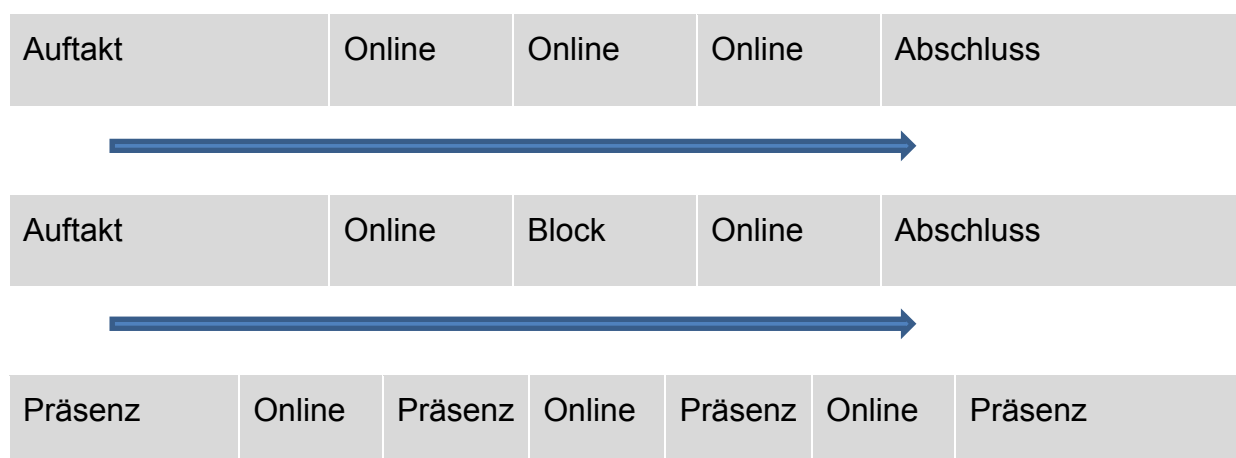 Auftakt Online Online Online Abschluss
Auftakt Online Block Online Abschluss
Präsenz Online Präsenz Online Präsenz Online Präsenz